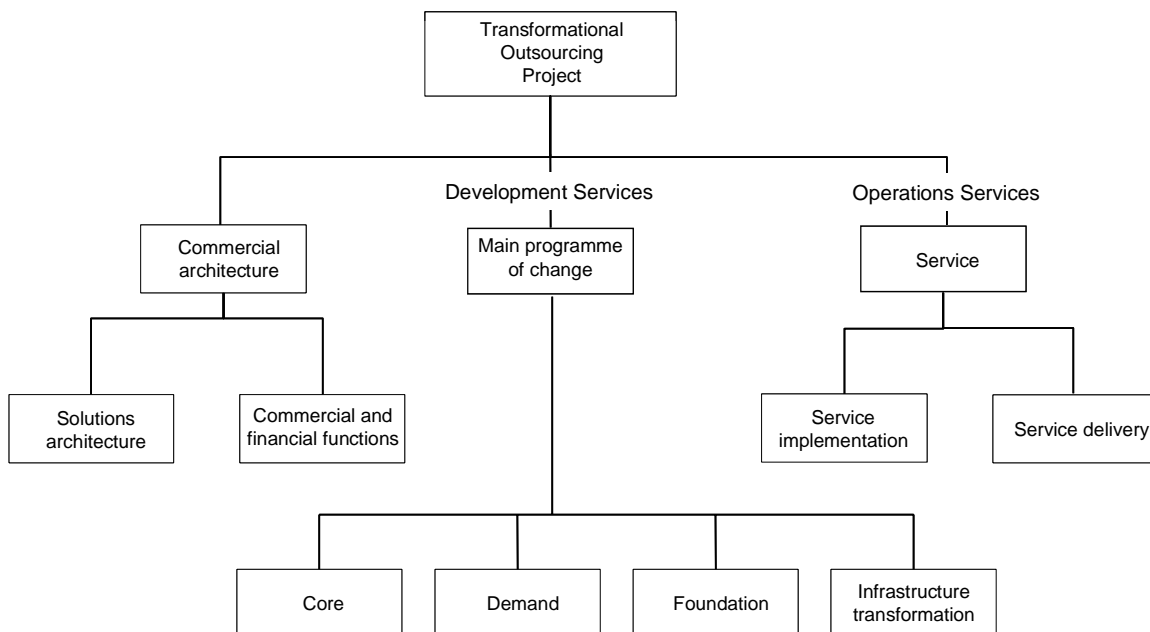 Transformational
Outsourcing
Project
Development Services
Operations Services
Commercial
architecture
Main programme
of change
Service
Solutions
architecture
Commercial and
financial functions
Service
implementation
Service delivery
Core
Demand
Foundation
Infrastructure
transformation